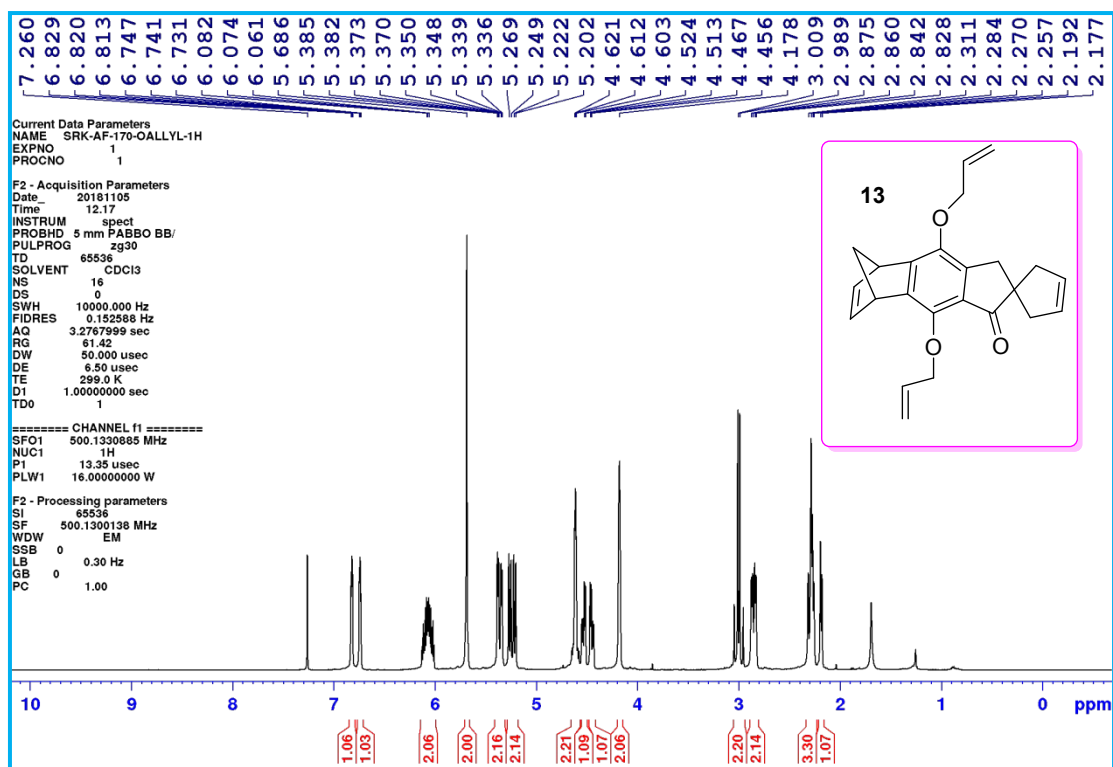 7.260 6.829 6.820 6.813 6.747 6.741 6.731 6.082 6.074 6.061 5.686 5.385 5.382 5.373 5.370 5.350 5.348 5.339 5.336 5.269 5.249 5.222 5.202 4.621 4.612 4.603 4.524 4.513 4.467 4.456 4.178 3.009 2.989 2.875 2.860 2.842 2.828 2.311 2.284 2.270 2.257 2.192 2.177
Current Data Parameters
NAME SRK-AF-170-OALLYL-1H
EXPNO 1
PROCNO 1
F2 - Acquisition Parameters
Date_ 20181105
Time 12.17
INSTRUM spect
PROBHD 5 mm PABBO BB/
PULPROG zg30
TD 65536
SOLVENT CDCl3
NS 16
DS 0
SWH 10000.000 Hz
FIDRES 0.152588 Hz
AQ 3.2767999 sec
RG 61.42
DW 50.000 usec
DE 6.50 usec
TE 299.0 K
D1 1.00000000 sec
TD0 1
======== CHANNEL f1 ========
SFO1 500.1330885 MHz
NUC1 1H
P1 13.35 usec
PLW1 16.00000000 W
F2 - Processing parameters
SI 65536
SF 500.1300138 MHz
WDW EM
SSB 0
LB 0.30 Hz
GB 0
PC 1.00
13
O
O
O
10 9 8 7 6 5 4 3 2 1 0 ppm
1.06 1.03 2.06 2.00 2.16 2.14 2.21 1.09 1.07 2.06 2.20 2.14 3.30 1.07